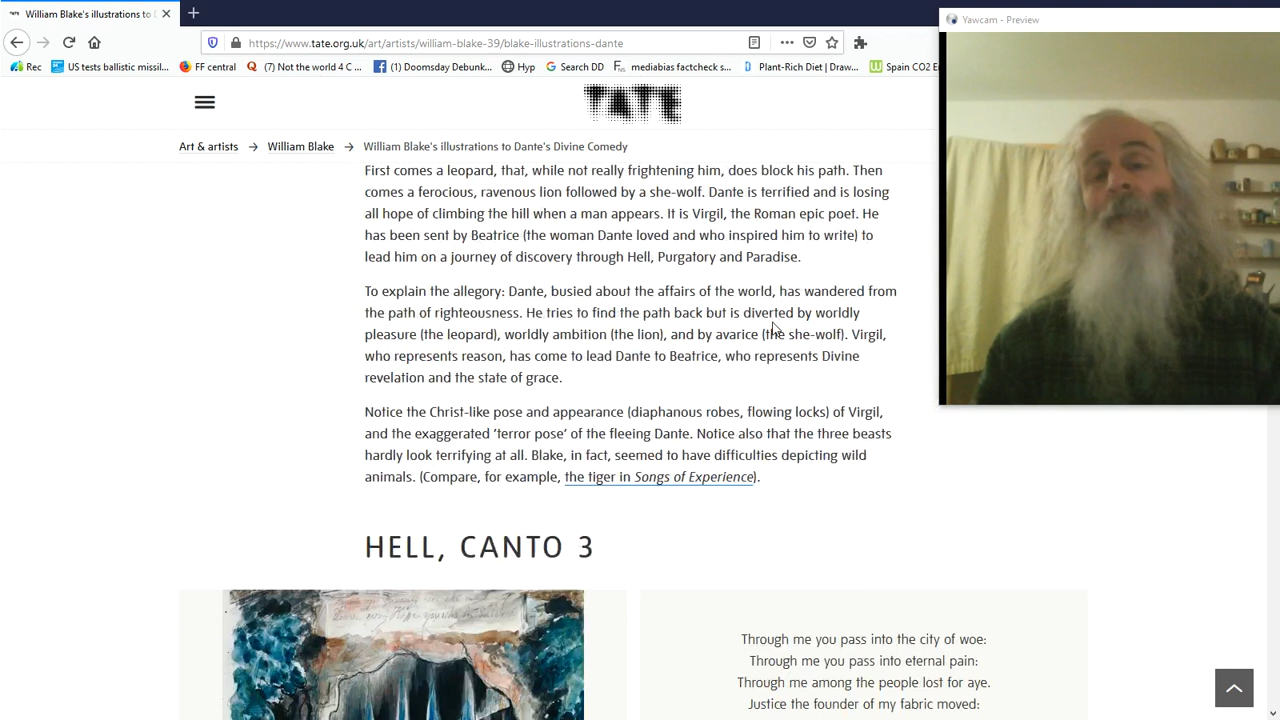 William Blake's illustrations to D
Yawcam - Preview
https://www.tate.org.uk/art/artists/william-blake-39/blake-illustrations-dante
Rec
US tests ballistic missil...
FF central
(7) Not the world 4 C ...
(1) Doomsday Debunk...
Hyp
Search DD
mediabias factcheck s...
Plant-Rich Diet | Draw...
Spain CO2 E
TATE
Art & artists → William Blake → William Blake's illustrations to Dante's Divine Comedy
First comes a leopard, that, while not really frightening him, does block his path. Then
comes a ferocious, ravenous lion followed by a she-wolf. Dante is terrified and is losing
all hope of climbing the hill when a man appears. It is Virgil, the Roman epic poet. He
has been sent by Beatrice (the woman Dante loved and who inspired him to write) to
lead him on a journey of discovery through Hell, Purgatory and Paradise.
To explain the allegory: Dante, busied about the affairs of the world, has wandered from
the path of righteousness. He tries to find the path back but is diverted by worldly
pleasure (the leopard), worldly ambition (the lion), and by avarice (the she-wolf). Virgil,
who represents reason, has come to lead Dante to Beatrice, who represents Divine
revelation and the state of grace.
Notice the Christ-like pose and appearance (diaphanous robes, flowing locks) of Virgil,
and the exaggerated 'terror pose' of the fleeing Dante. Notice also that the three beasts
hardly look terrifying at all. Blake, in fact, seemed to have difficulties depicting wild
animals. (Compare, for example, the tiger in Songs of Experience).
HELL, CANTO 3
Through me you pass into the city of woe:
Through me you pass into eternal pain:
Through me among the people lost for aye.
Justice the founder of my fabric moved: